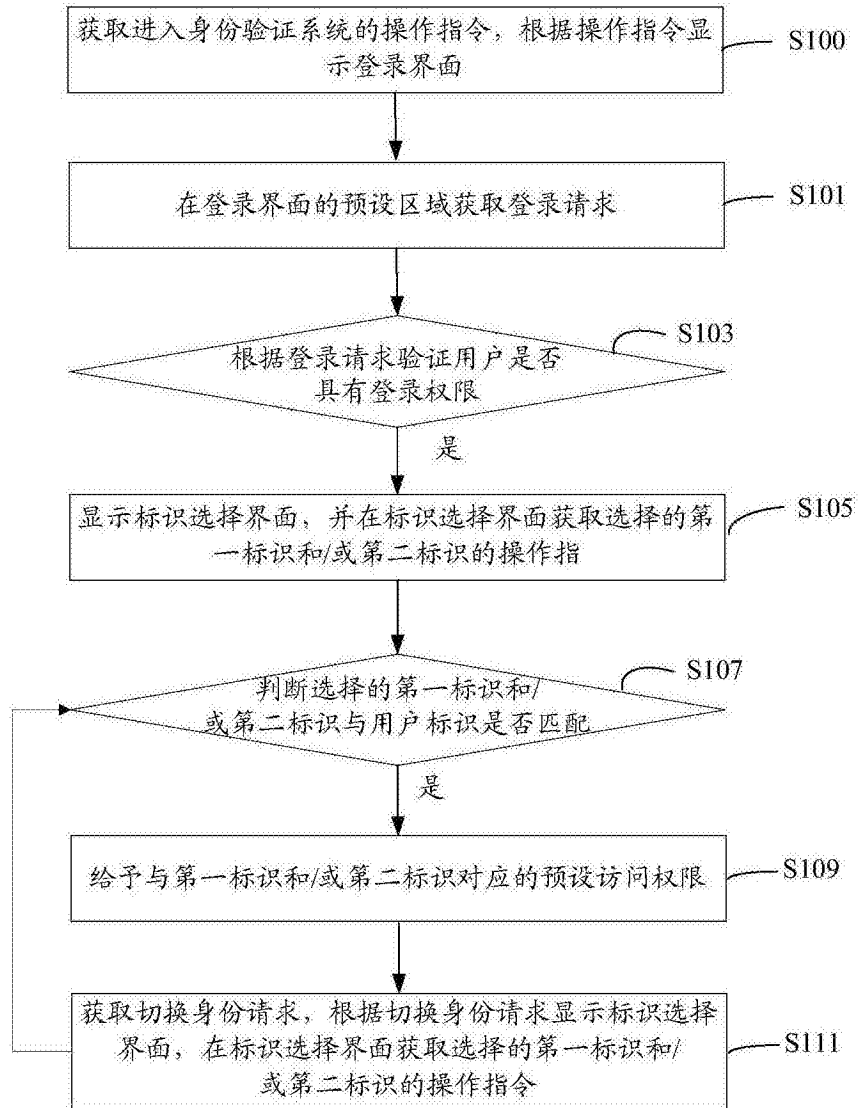 获取进入身份验证系统的操作指令，根据操作指令显
示登录界面
S100
在登录界面的预设区域获取登录请求
S101
根据登录请求验证用户是否
具有登录权限
S103
是
显示标识选择界面，并在标识选择界面获取选择的第
一标识和/或第二标识的操作指
S105
判断选择的第一标识和/
或第二标识与用户标识是否匹配
S107
是
给予与第一标识和/或第二标识对应的预设访问权限
S109
获取切换身份请求，根据切换身份请求显示标识选择
界面，在标识选择界面获取选择的第一标识和/
或第二标识的操作指令
S111